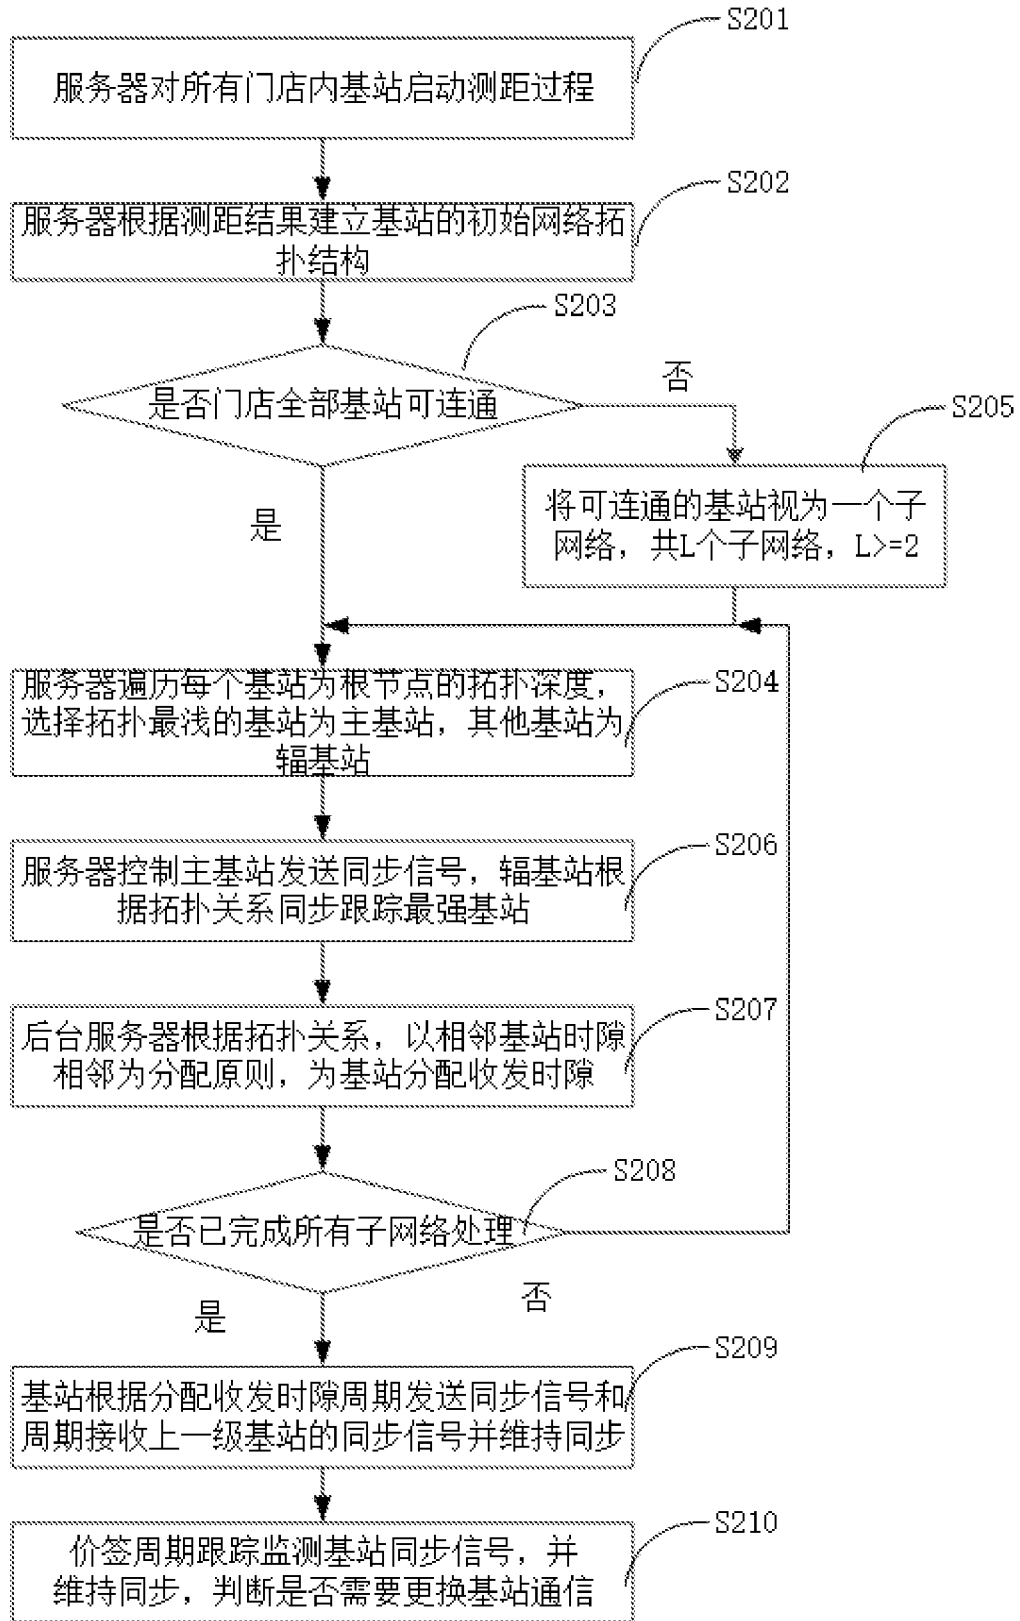 S201
服务器对所有门店内基站启动测距过程
S202
服务器根据测距结果建立基站的初始网络拓
扑结构
S203
是否门店全部基站可连通
否
是
S205
将可连通的基站视为一个子
网络，共L个子网络，L>=2
S204
服务器遍历每个基站为根节点的拓扑深度，
选择拓扑最浅的基站为主基站，其他基站为
辐基站
S206
服务器控制主基站发送同步信号，辐基站根
据拓扑关系同步跟踪最强基站
S207
后台服务器根据拓扑关系，以相邻基站时隙
相邻为分配原则，为基站分配收发时隙
S208
是否已完成所有子网络处理
否
是
S209
基站根据分配收发时隙周期发送同步信号和
周期接收上一级基站的同步信号并维持同步
S210
价签周期跟踪监测基站同步信号，并
维持同步，判断是否需要更换基站通信